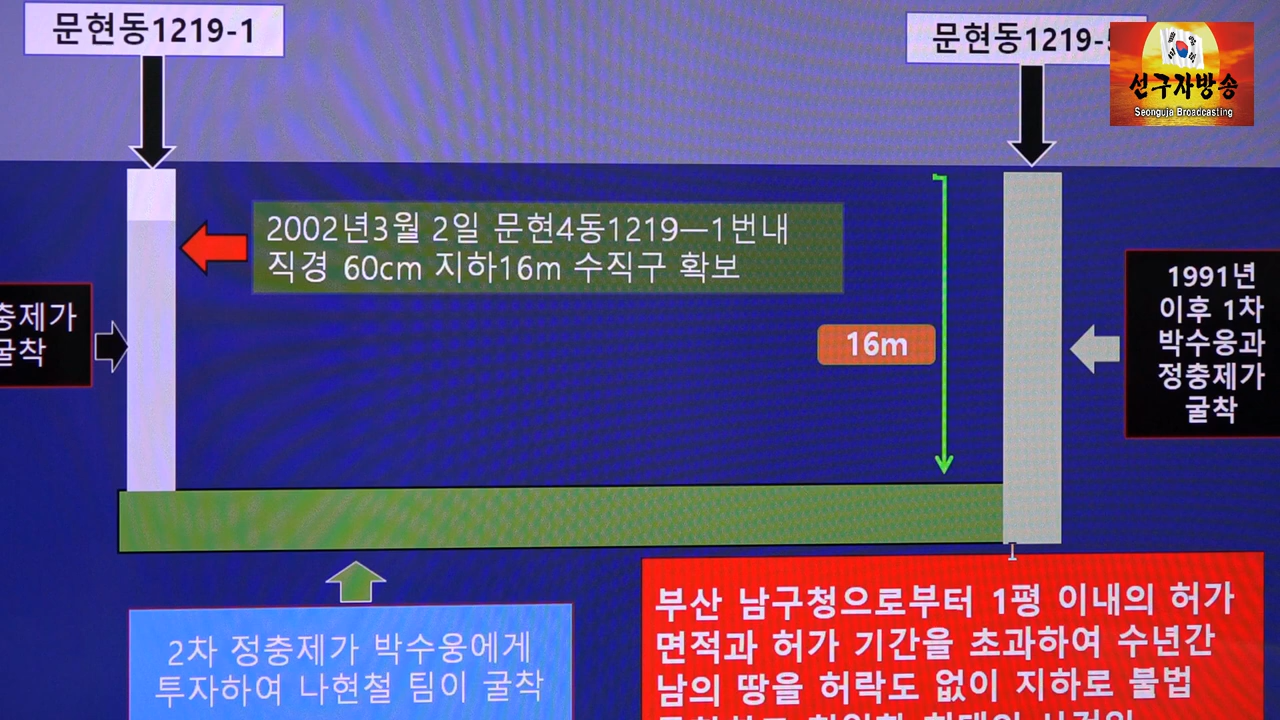 문현동1219-1
문현동1219-
선구자방송
Seonguja Broadcasting
2002년3월 2일 문현4동1219—1번내
직경 60cm 지하16m 수직구 확보
충제가
굴착
16m
1991년
이후 1차
박수웅과
정충제가
굴착
2차 정충제가 박수웅에게
투자하여 나현철 팀이 굴착
부산 남구청으로부터 1평 이내의 허가
면적과 허가 기간을 초과하여 수년간
남의 땅을 허락도 없이 지하로 불법